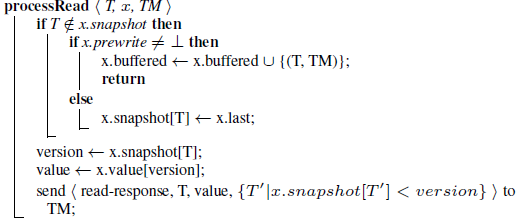 processRead ⟨ T, x, TM ⟩
if T ∉ x.snapshot then
if x.prewrite ≠ ⊥ then
x.buffered ← x.buffered ∪ {(T, TM)};
return
else
x.snapshot[T] ← x.last;
version ← x.snapshot[T];
value ← x.value[version];
send ⟨ read-response, T, value, {T′|x.snapshot[T′] < version} ⟩ to
TM;